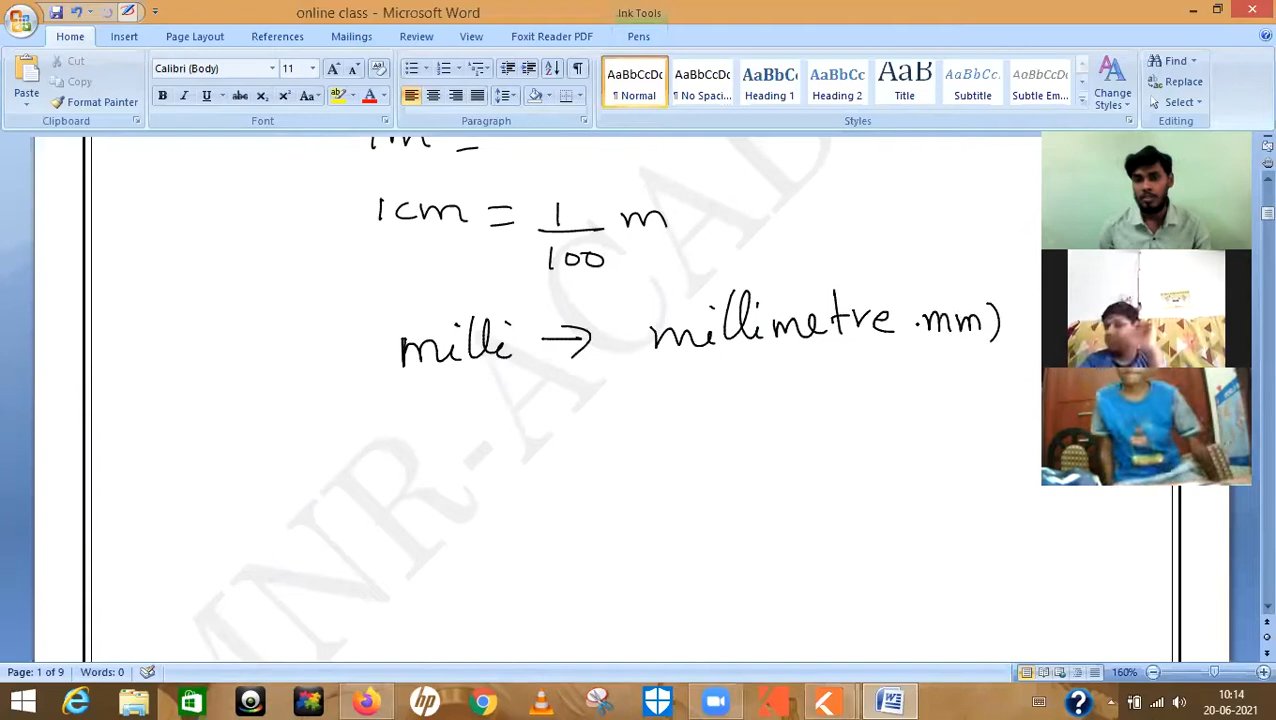 online class - Microsoft Word
Ink Tools
Home Insert Page Layout References Mailings Review View Foxit Reader PDF Pens
Paste
Cut
Copy
Format Painter
Clipboard
Calibri (Body) 11
Font
Paragraph
AaBbCcDc AaBbCcDc AaBbCc AaBbCc AaB AaBbCc. AaBbCcDc
¶ Normal ¶ No Spaci... Heading 1 Heading 2 Title Subtitle Subtle Em...
Styles
Change Styles
Find
Replace
Select
Editing
1m =
1cm = 1/100 m
milli → millimetre .mm)
MNR-ACAD
Page: 1 of 9 Words: 0
160%
10:14
20-06-2021